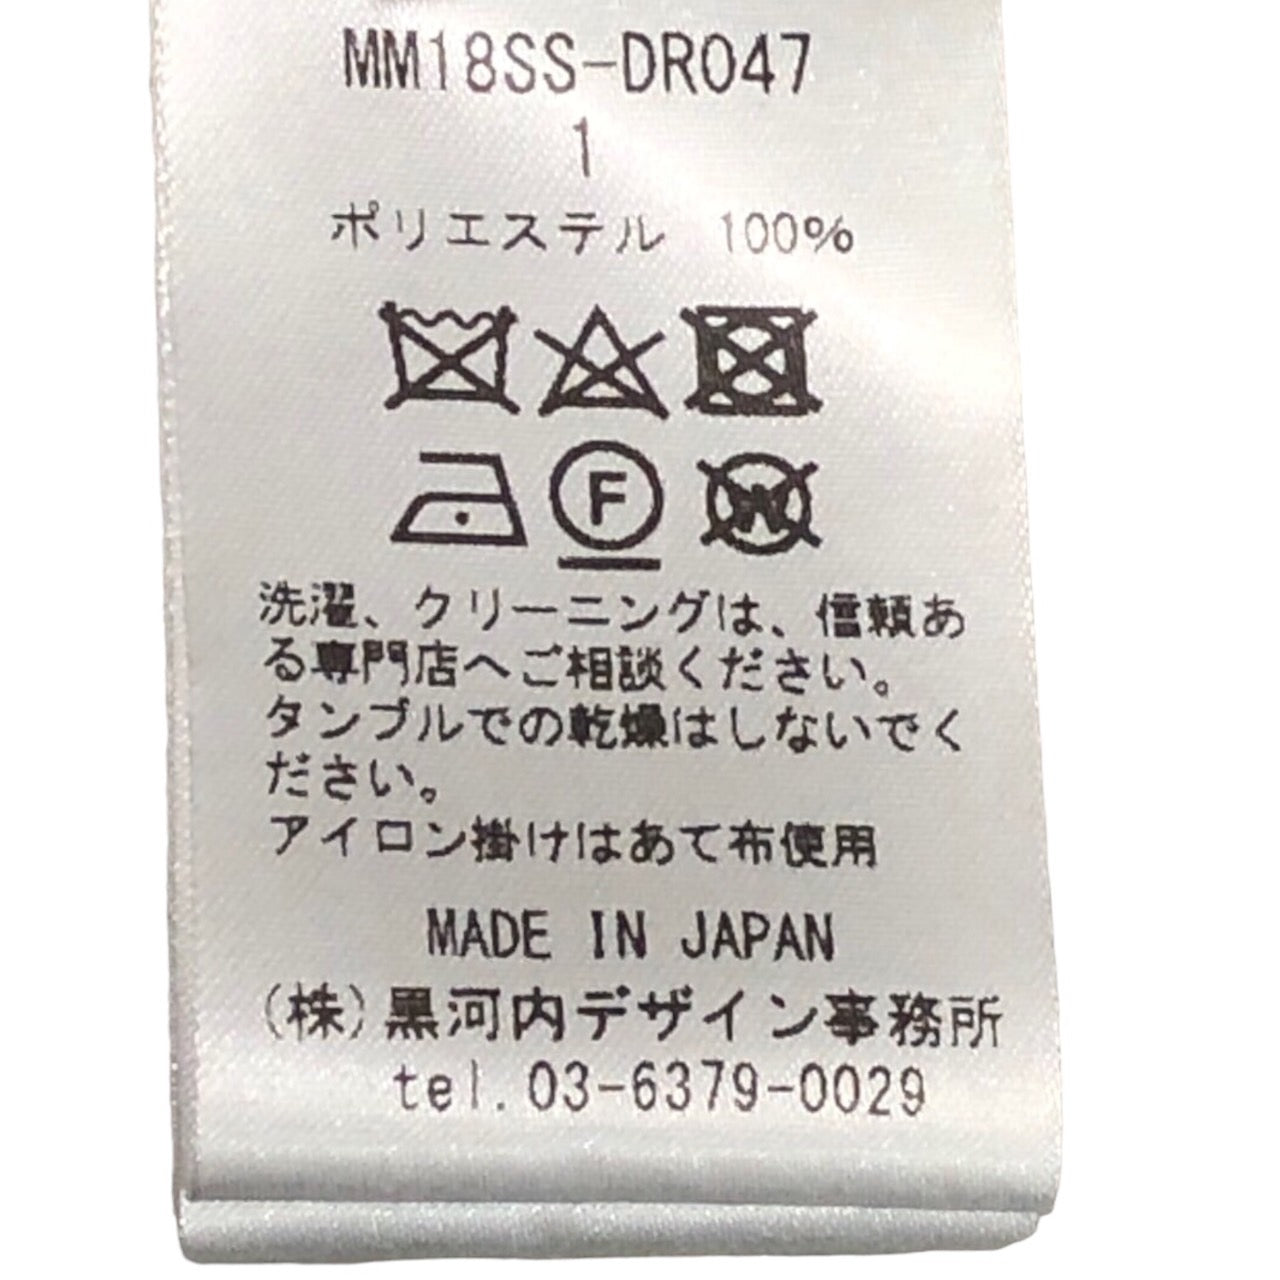 MM18SS-DR047
1
ポリエステル 100%
F
W
洗濯、クリーニングは、信頼あ
る専門店へご相談ください。
タンブルでの乾燥はしないでく
ださい。
アイロン掛けはあて布使用
MADE IN JAPAN
(株)黒河内デザイン事務所
tel. 03-6379-0029